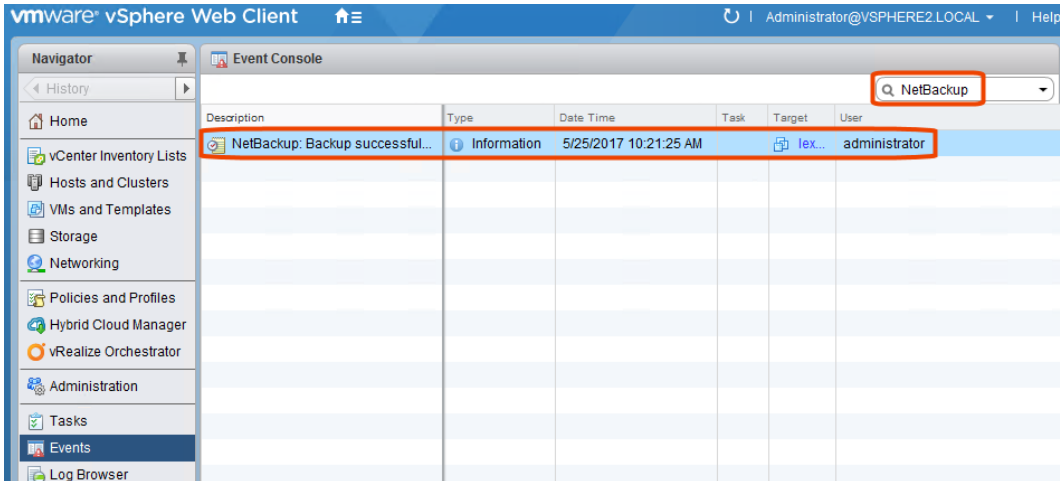 vmware® vSphere Web Client Administrator@VSPHERE2.LOCAL Help
Navigator
History
Home
vCenter Inventory Lists
Hosts and Clusters
VMs and Templates
Storage
Networking
Policies and Profiles
Hybrid Cloud Manager
vRealize Orchestrator
Administration
Tasks
Events
Log Browser
Event Console
NetBackup
Description Type Date Time Task Target User
NetBackup: Backup successful... Information 5/25/2017 10:21:25 AM lex... administrator